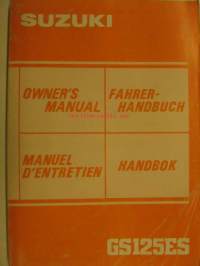 SUZUKI
OWNER'S
MANUAL
FAHRER-
HANDBUCH
MANUEL
D'ENTRETIEN
HANDBOK
GS125ES